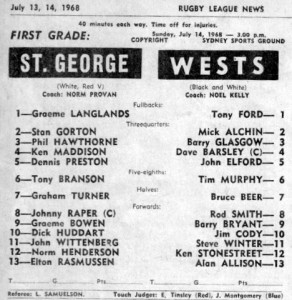 July 13, 14, 1968 RUGBY LEAGUE NEWS
40 minutes each way. Time off for injuries.
FIRST GRADE: Sunday, July 14, 1968 — 3.00 p.m.
COPYRIGHT SYDNEY SPORTS GROUND
ST. GEORGE WESTS
(White, Red V) (Black and White)
Coach: NORM PROVAN Coach: NOEL KELLY
Fullbacks:
1—Graeme LANGLANDS Tony FORD— 1
Threequarters:
2—Stan GORTON Mick ALCHIN— 2
3—Phil HAWTHORNE Barry GLASGOW— 3
4—Ken MADDISON Dave BARSLEY (C)— 4
5—Dennis PRESTON John ELFORD— 5
Five-eighths:
6—Tony BRANSON Tim MURPHY— 6
Halves:
7—Graham TURNER Bruce BEER— 7
Forwards:
8—Johnny RAPER (C) Rod SMITH— 8
9—Graeme BOWEN Barry BRYANT— 9
10—Dick HUDDART Jim CODY—10
11—John WITTENBERG Steve WINTER—11
12—Norm HENDERSON Ken STONESTREET—12
13—Elton RASMUSSEN Alan ALLISON—13
T. G. Pts. T. G. Pts.
Referee: L. SAMUELSON. Touch Judges: E. Tinsley (Red), J. Montgomery (Blue)